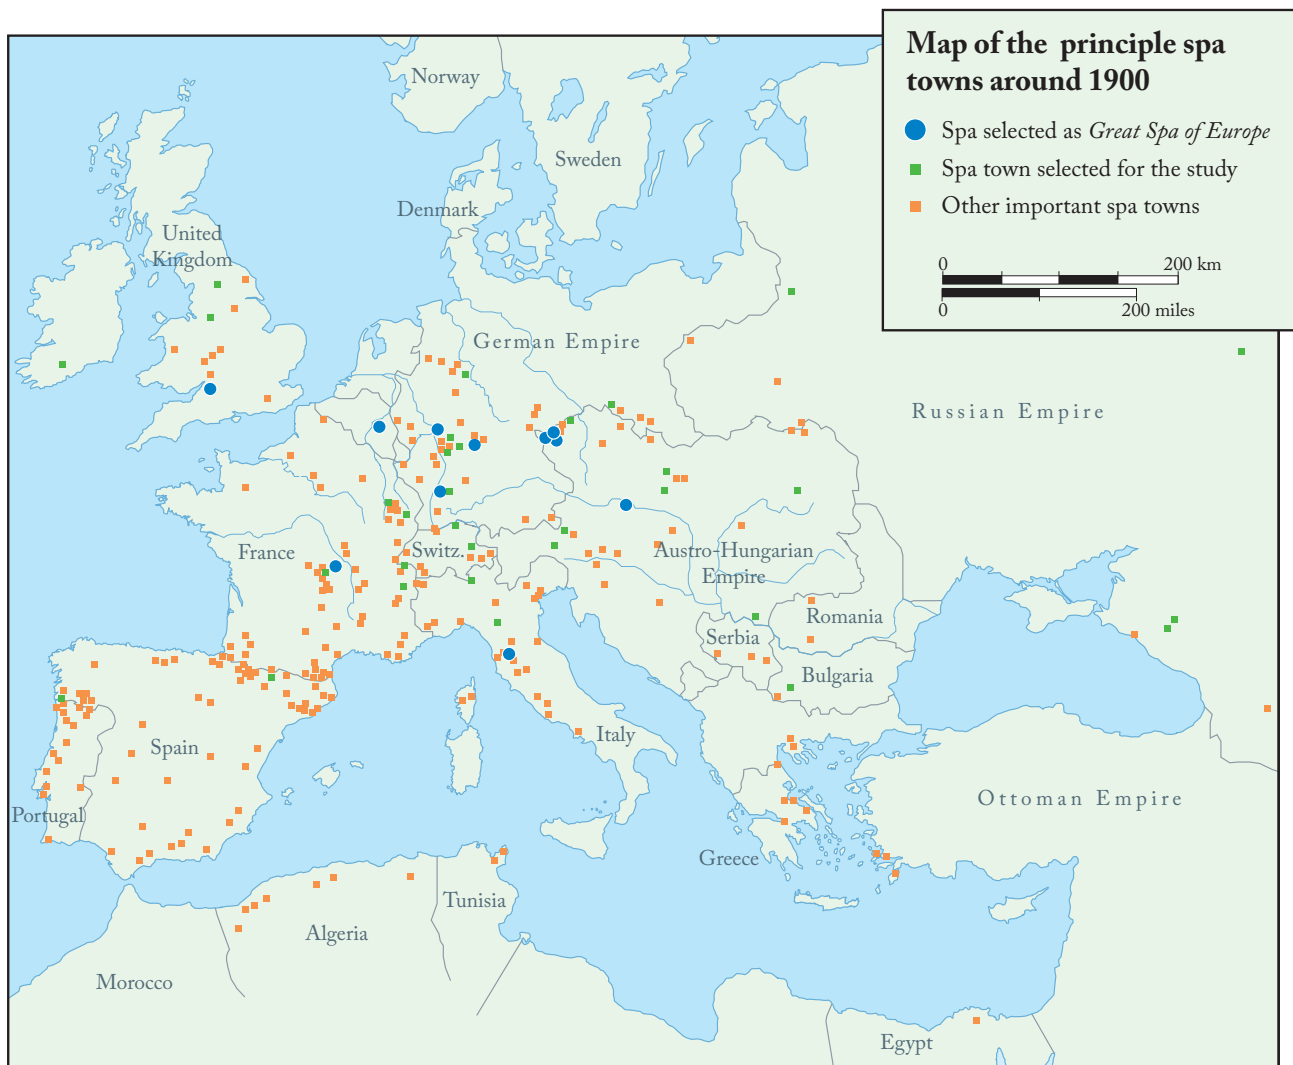 Map of the principle spa
towns around 1900
Spa selected as Great Spa of Europe
Spa town selected for the study
Other important spa towns
0 200 km
0 200 miles
Norway
Sweden
Denmark
United
Kingdom
German Empire
Russian Empire
France
Switz.
Austro-Hungarian
Empire
Romania
Serbia
Bulgaria
Italy
Spain
Portugal
Ottoman Empire
Greece
Tunisia
Algeria
Morocco
Egypt